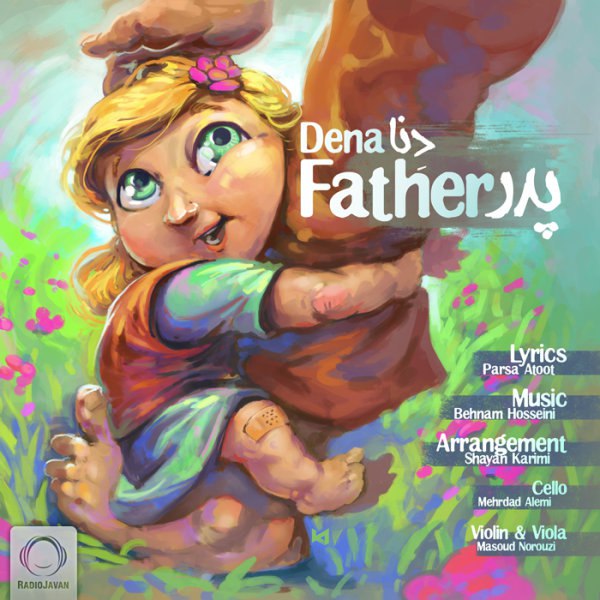 Dena دِنا
Father پدر
Lyrics
Parsa Atoot
Music
Behnam Hosseini
Arrangement
Shayan Karimi
Cello
Mehrdad Alemi
Violin & Viola
Masoud Norouzi
RADIOJAVAN